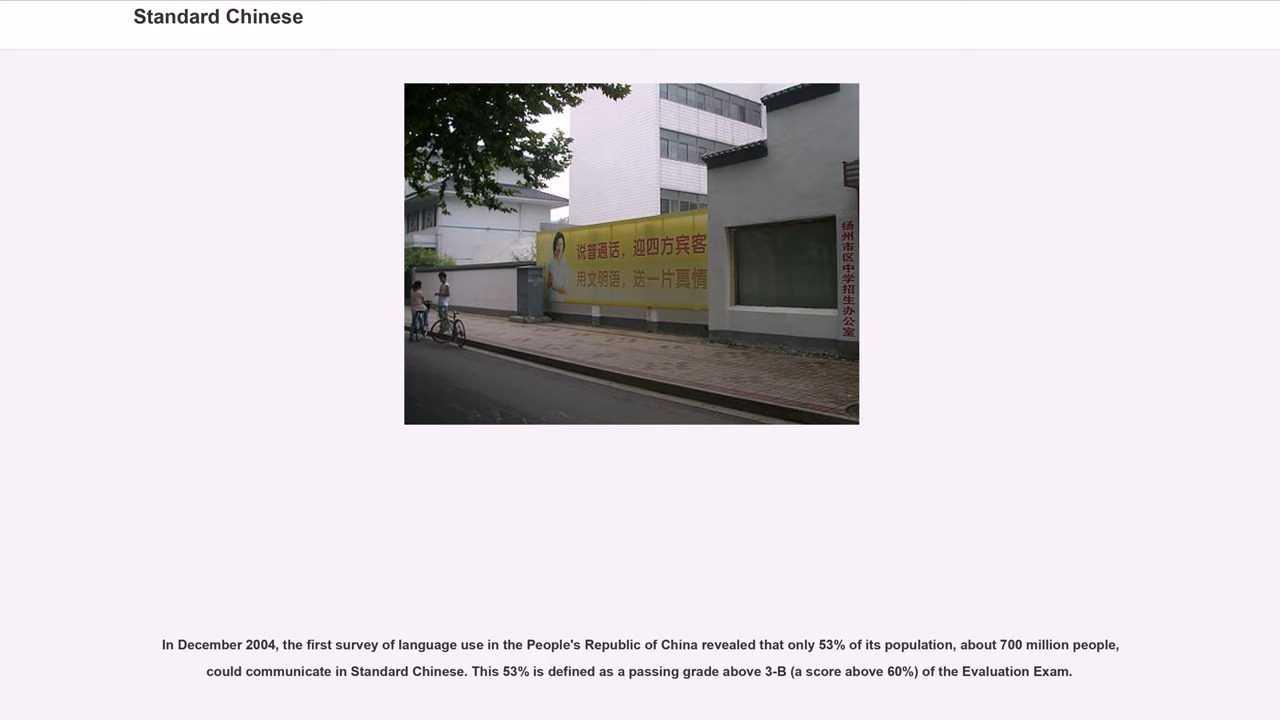 Standard Chinese
说普通话，迎四方宾客
用文明语，送一片真情
扬州市区中学招生办公室
In December 2004, the first survey of language use in the People's Republic of China revealed that only 53% of its population, about 700 million people,
could communicate in Standard Chinese. This 53% is defined as a passing grade above 3-B (a score above 60%) of the Evaluation Exam.